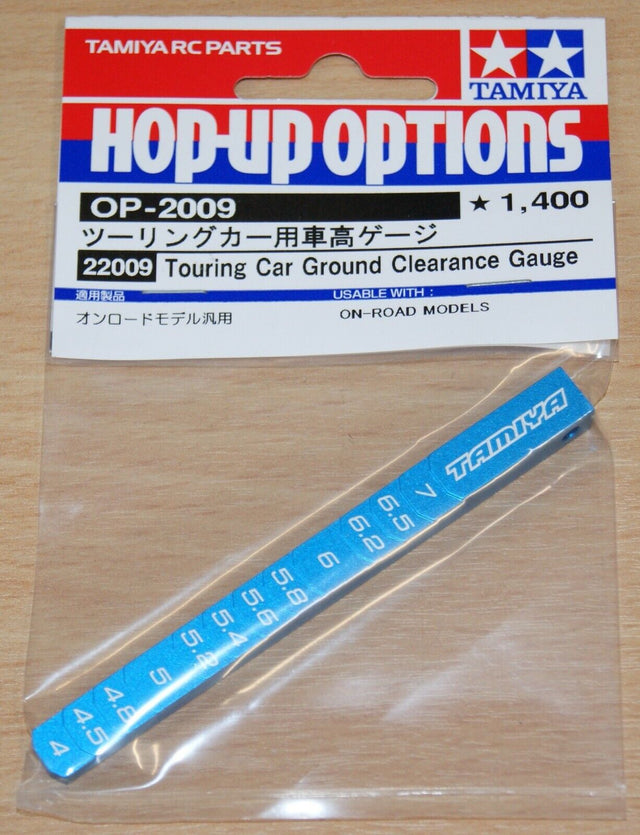 TAMIYA RC PARTS
TAMIYA
HOP-UP OPTIONS
OP-2009 ★ 1,400
ツーリングカー用車高ゲージ
22009 Touring Car Ground Clearance Gauge
適用製品 USABLE WITH :
オンロードモデル汎用 ON-ROAD MODELS
TAMIYA
7
6.5
6.2
6
5.8
5.6
5.4
5.2
5
4.8
4.5
4